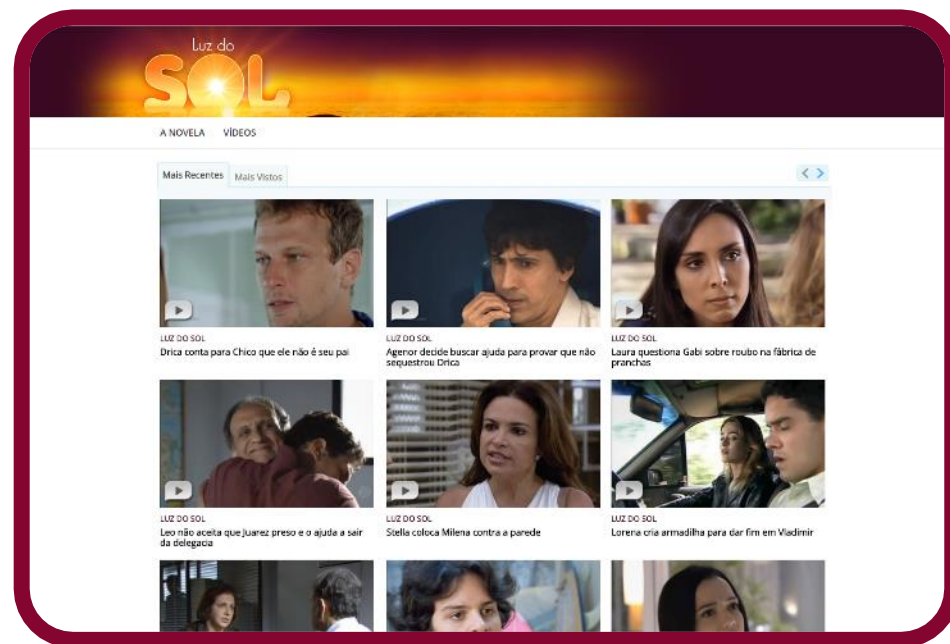 Luz do
SOL
A NOVELA VÍDEOS
Mais Recentes Mais Vistos
LUZ DO SOL
Drica conta para Chico que ele não é seu pai
LUZ DO SOL
Agenor decide buscar ajuda para provar que não
sequestrou Drica
LUZ DO SOL
Laura questiona Gabi sobre roubo na fábrica de
pranchas
LUZ DO SOL
Leo não aceita que Juarez preso e o ajuda a sair
da delegacia
LUZ DO SOL
Stella coloca Milena contra a parede
LUZ DO SOL
Lorena cria armadilha para dar fim em Vladimir